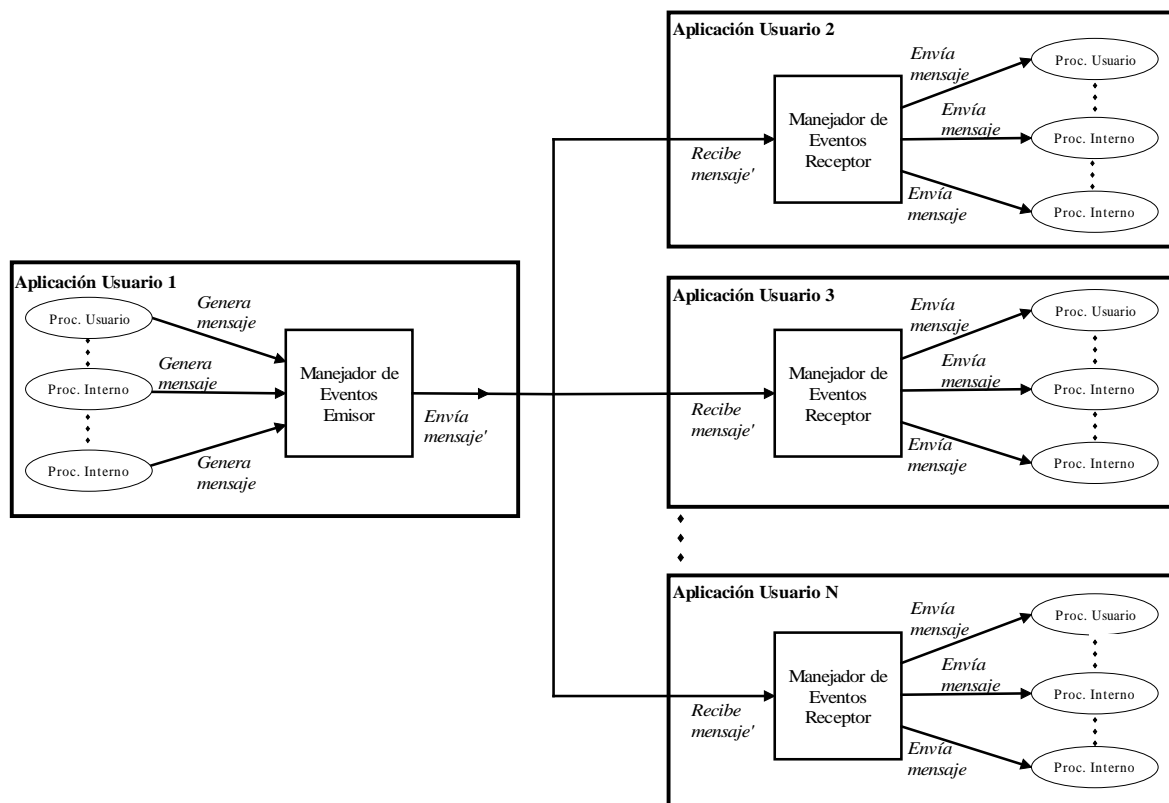 Aplicación Usuario 1
Proc. Usuario
Proc. Interno
Proc. Interno
Genera
mensaje
Genera
mensaje
Genera
mensaje
Manejador de
Eventos
Emisor
Envía
mensaje'
Aplicación Usuario 2
Recibe
mensaje'
Manejador de
Eventos
Receptor
Envía
mensaje
Envía
mensaje
Envía
mensaje
Proc. Usuario
Proc. Interno
Proc. Interno
Aplicación Usuario 3
Recibe
mensaje'
Manejador de
Eventos
Receptor
Envía
mensaje
Envía
mensaje
Envía
mensaje
Proc. Usuario
Proc. Interno
Proc. Interno
Aplicación Usuario N
Recibe
mensaje'
Manejador de
Eventos
Receptor
Envía
mensaje
Envía
mensaje
Envía
mensaje
Proc. Usuario
Proc. Interno
Proc. Interno